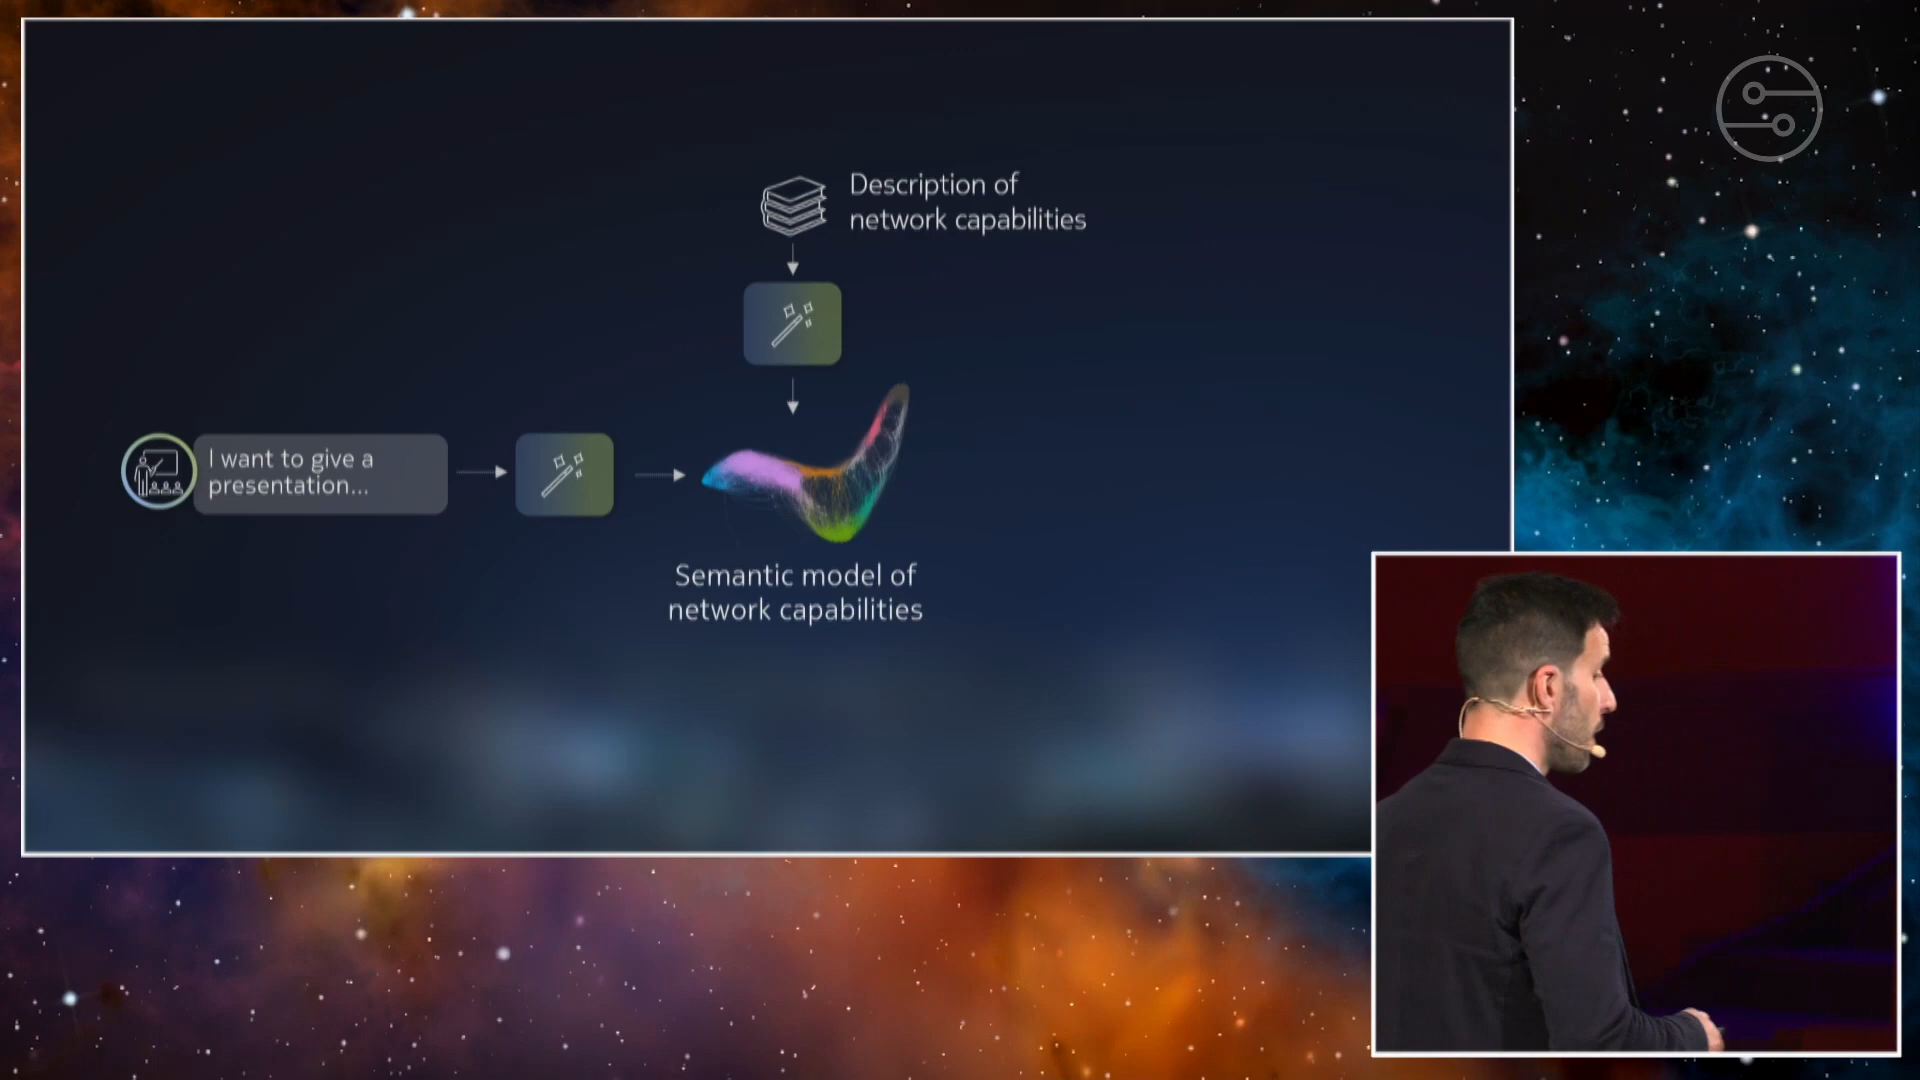 Description of
network capabilities
I want to give a
presentation...
Semantic model of
network capabilities